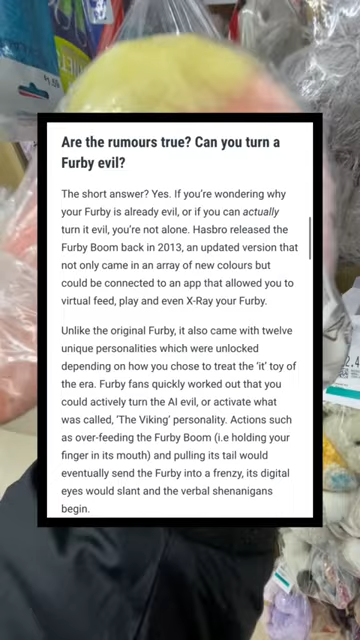 Are the rumours true? Can you turn a
Furby evil?
The short answer? Yes. If you’re wondering why
your Furby is already evil, or if you can actually
turn it evil, you’re not alone. Hasbro released the
Furby Boom back in 2013, an updated version that
not only came in an array of new colours but
could be connected to an app that allowed you to
virtual feed, play and even X-Ray your Furby.
Unlike the original Furby, it also came with twelve
unique personalities which were unlocked
depending on how you chose to treat the ‘it’ toy of
the era. Furby fans quickly worked out that you
could actively turn the AI evil, or activate what
was called, ‘The Viking’ personality. Actions such
as over-feeding the Furby Boom (i.e holding your
finger in its mouth) and pulling its tail would
eventually send the Furby into a frenzy, its digital
eyes would slant and the verbal shenanigans
begin.